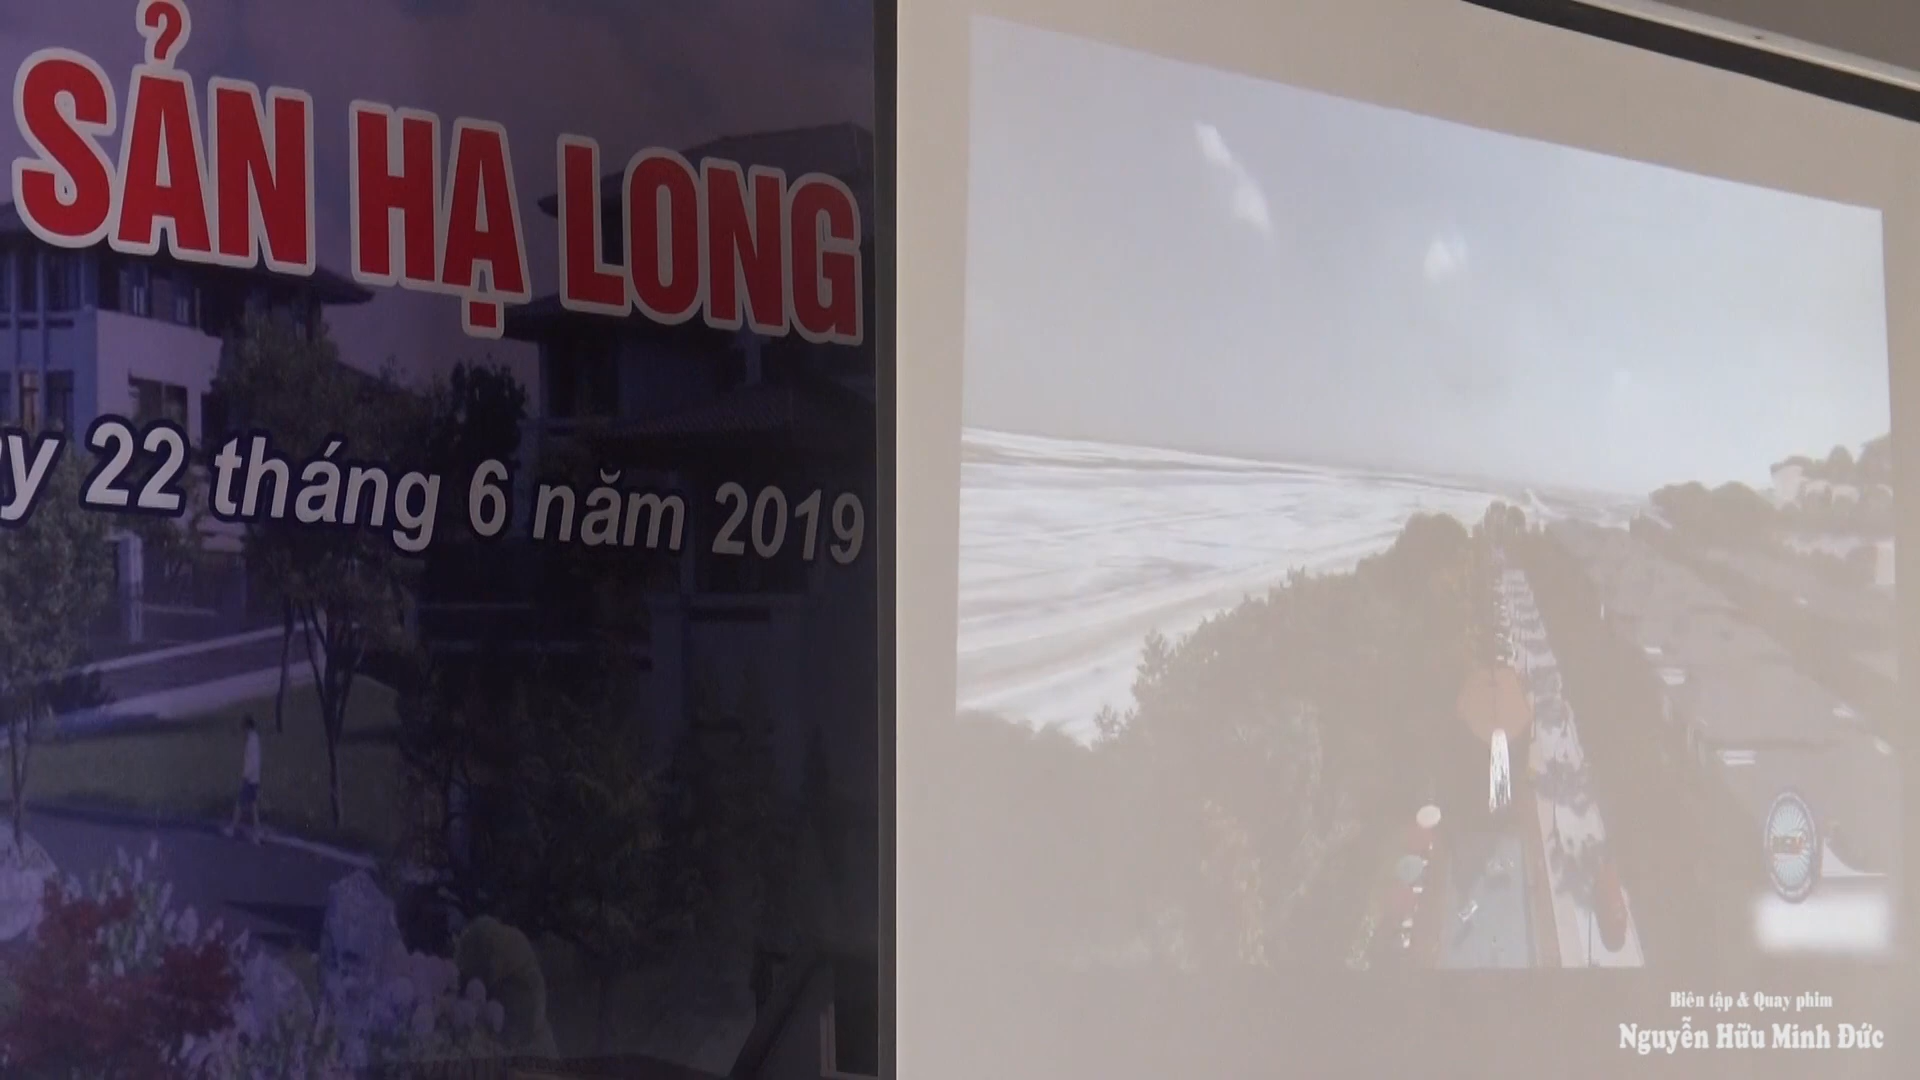 SẢN HẠ LONG
22 tháng 6 năm 2019
Biên tập & Quay phim
Nguyễn Hữu Minh Đức